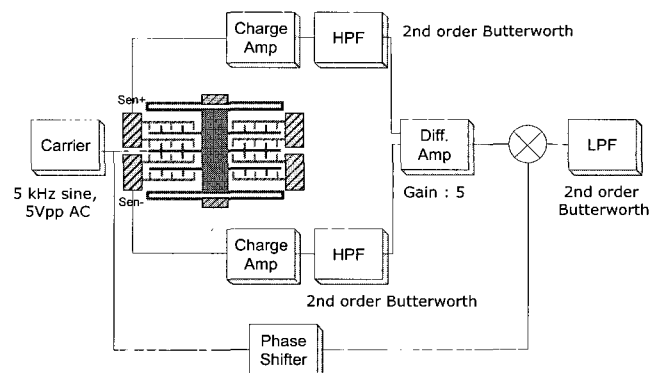 Charge
Amp
HPF
2nd order Butterworth
Sen+
Carrier
5 kHz sine,
5Vpp AC
Sen-
Diff.
Amp
Gain : 5
LPF
2nd order
Butterworth
Charge
Amp
HPF
2nd order Butterworth
Phase
Shifter